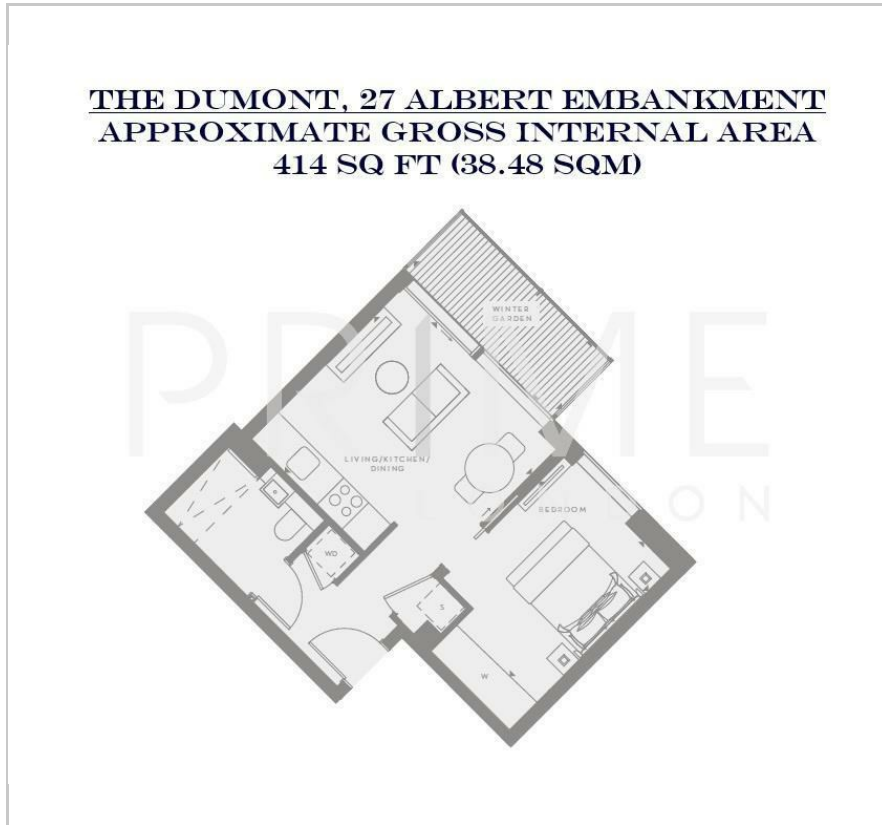 THE DUMONT, 27 ALBERT EMBANKMENT
APPROXIMATE GROSS INTERNAL AREA
414 SQ FT (38.48 SQM)
WINTER
GARDEN
PRIME
LONDON
LIVING/KITCHEN/
DINING
BEDROOM
WD
S
W